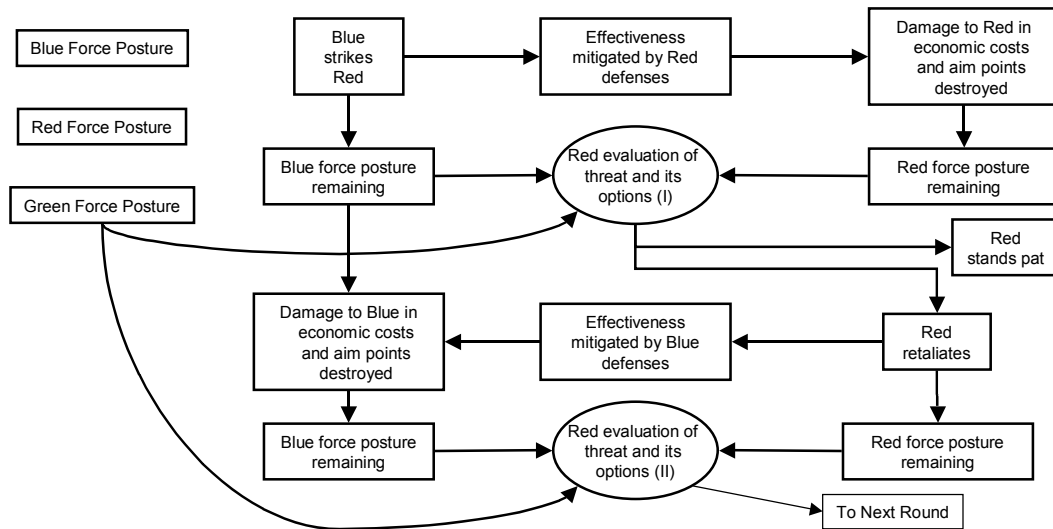 Blue Force Posture
Red Force Posture
Green Force Posture
Blue
strikes
Red
Effectiveness
mitigated by Red
defenses
Damage to Red in
economic costs
and aim points
destroyed
Blue force posture
remaining
Red evaluation of
threat and its
options (I)
Red force posture
remaining
Red
stands pat
Damage to Blue in
economic costs
and aim points
destroyed
Effectiveness
mitigated by Blue
defenses
Red
retaliates
Blue force posture
remaining
Red evaluation of
threat and its
options (II)
Red force posture
remaining
To Next Round